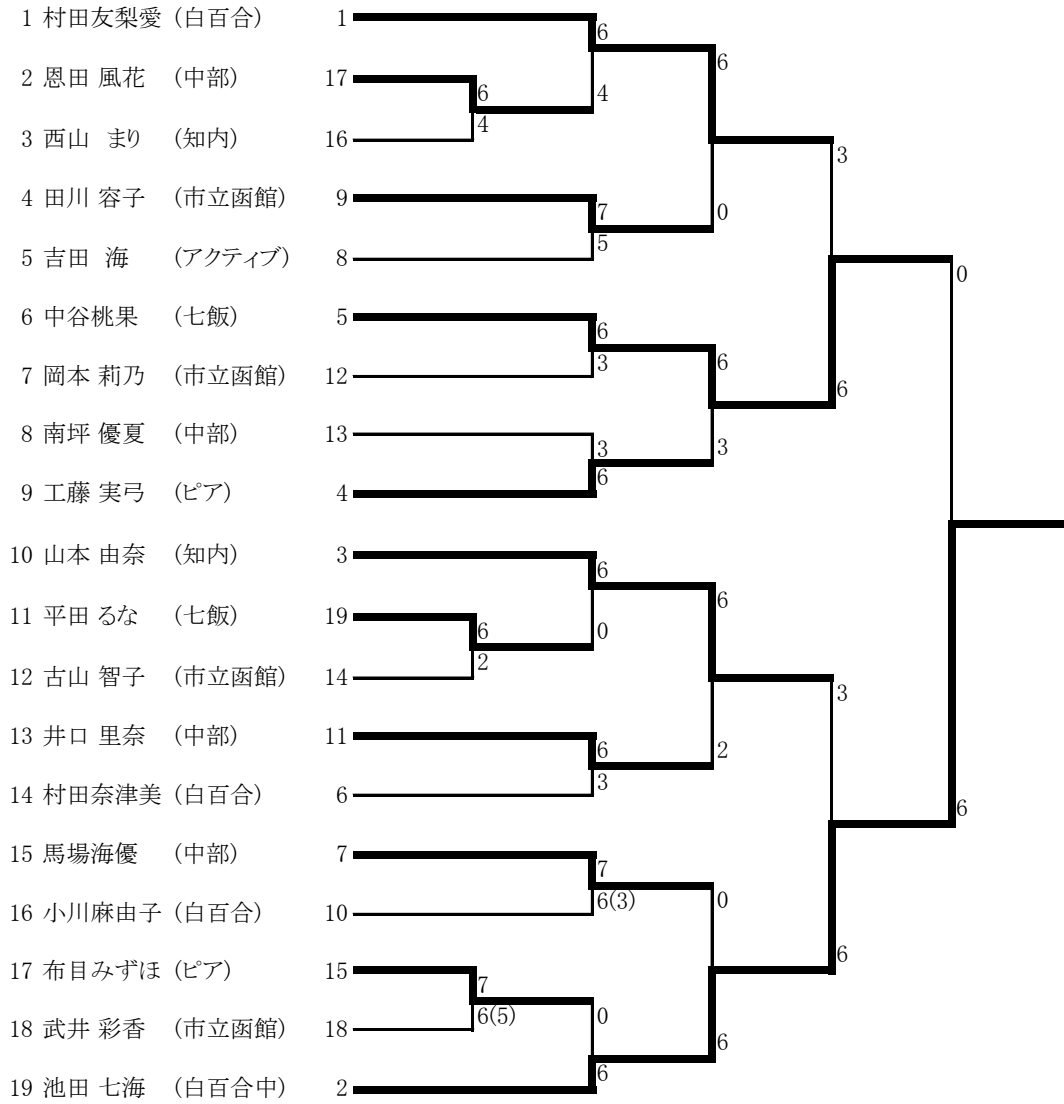 1 村田友梨愛 (白百合) 1
6
6
2 恩田 風花 (中部) 17
6
4
4
3 西山 まり (知内) 16
3
4 田川 容子 (市立函館) 9
7
0
5
5 吉田 海 (アクティブ) 8
0
6 中谷桃果 (七飯) 5
6
3
6
7 岡本 莉乃 (市立函館) 12
6
8 南坪 優夏 (中部) 13
3
3
6
9 工藤 実弓 (ピア) 4
10 山本 由奈 (知内) 3
6
6
11 平田 るな (七飯) 19
6
0
2
12 古山 智子 (市立函館) 14
3
13 井口 里奈 (中部) 11
6
2
3
14 村田奈津美 (白百合) 6
6
15 馬場海優 (中部) 7
7
6(3)
0
16 小川麻由子 (白百合) 10
6
17 布目みずほ (ピア) 15
7
6(5)
0
18 武井 彩香 (市立函館) 18
6
6
19 池田 七海 (白百合中) 2